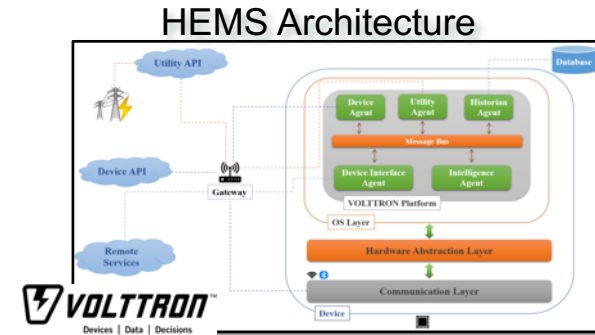 HEMS Architecture
Utility API
Database
Device
Agent
Utility
Agent
Historian
Agent
Message Bus
Device API
Gateway
Device Interface
Agent
Intelligence
Agent
VOLTTRON Platform
OS Layer
Remote
Services
Hardware Abstraction Layer
Communication Layer
Device
VOLTTRON™
Devices | Data | Decisions